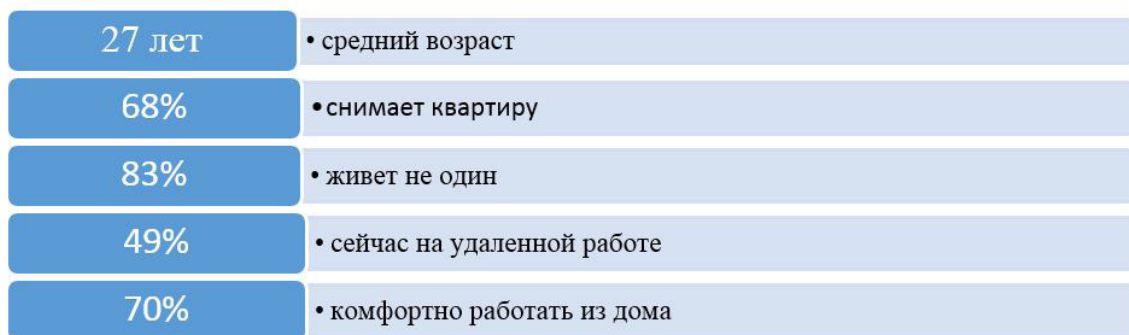 27 лет • средний возраст
68% • снимает квартиру
83% • живет не один
49% • сейчас на удаленной работе
70% • комфортно работать из дома